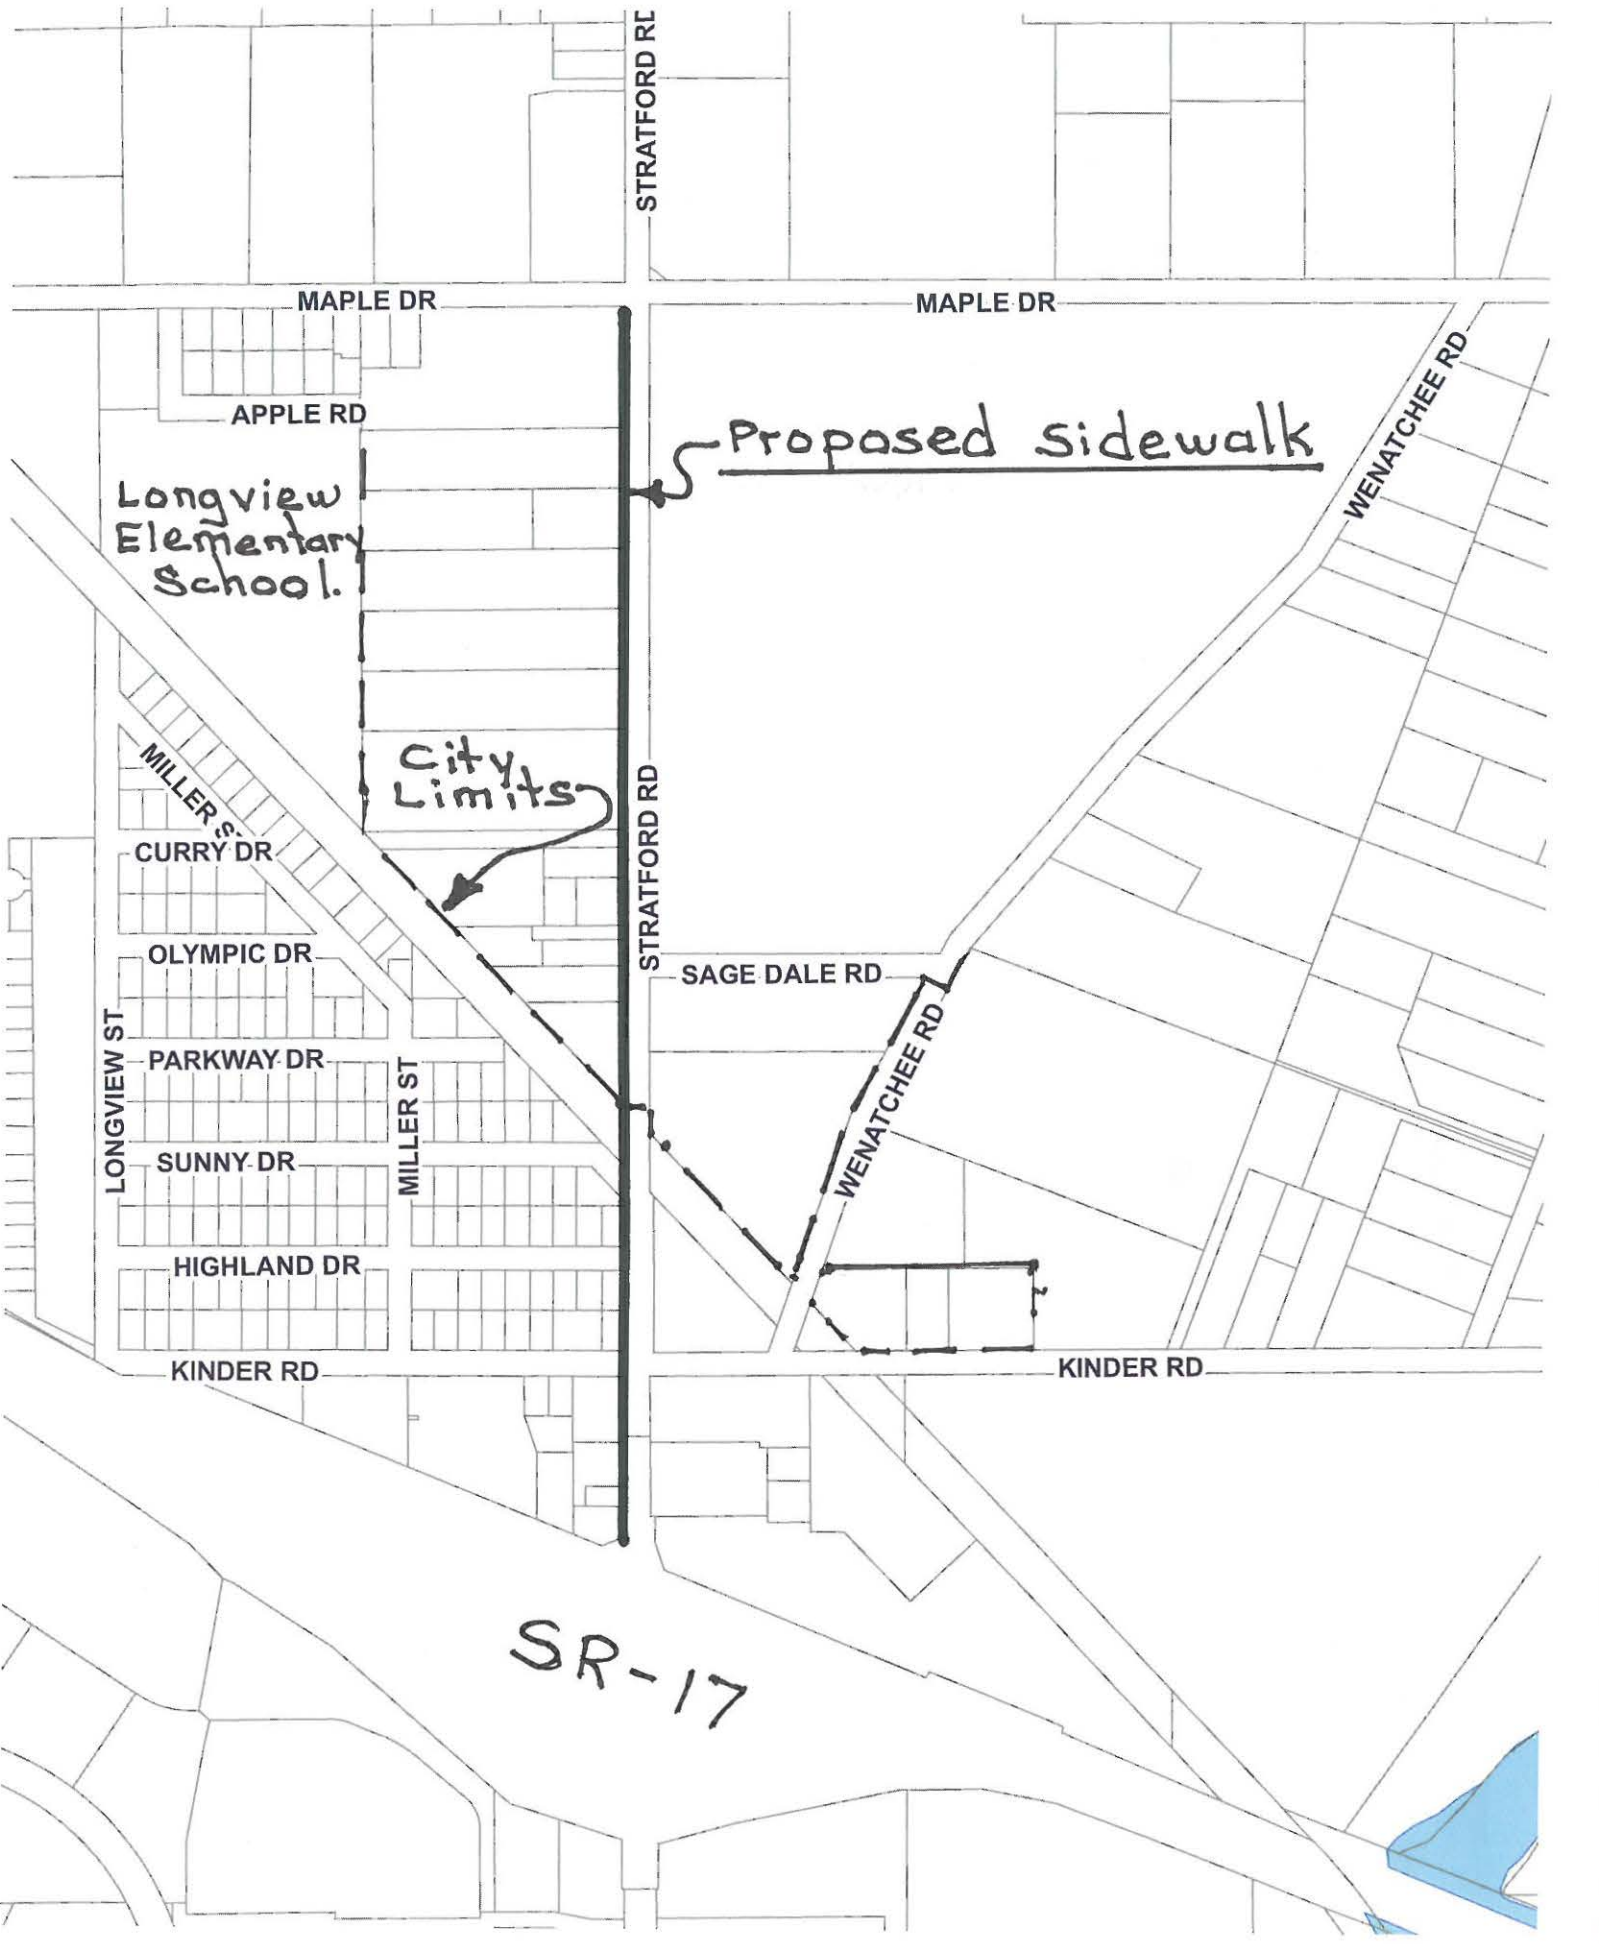 STRATFORD RD
MAPLE DR
MAPLE DR
WENATCHEE RD
APPLE RD
Proposed Sidewalk
Longview
Elementary
School.
City
Limits
MILLER ST
CURRY DR
STRATFORD RD
OLYMPIC DR
SAGE DALE RD
LONGVIEW ST
PARKWAY DR
MILLER ST
WENATCHEE RD
SUNNY DR
HIGHLAND DR
KINDER RD
KINDER RD
SR-17